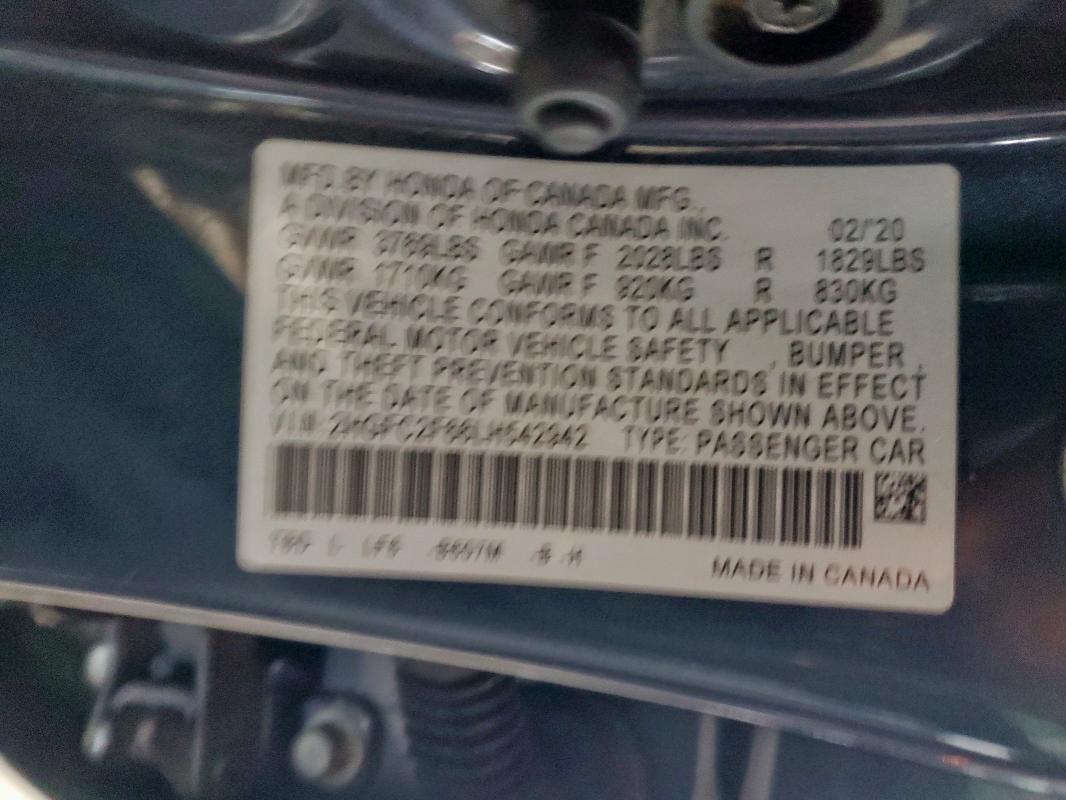 MFD BY HONDA OF CANADA MFG.,
A DIVISION OF HONDA CANADA INC. 02/'20
GVWR 3768LBS GAWR F 2028LBS R 1829LBS
GVWR 1710KG GAWR F 920KG R 830KG
THIS VEHICLE CONFORMS TO ALL APPLICABLE
FEDERAL MOTOR VEHICLE SAFETY , BUMPER ,
AND THEFT PREVENTION STANDARDS IN EFFECT
ON THE DATE OF MANUFACTURE SHOWN ABOVE.
V.I.N: TYPE: PASSENGER CAR
MADE IN CANADA